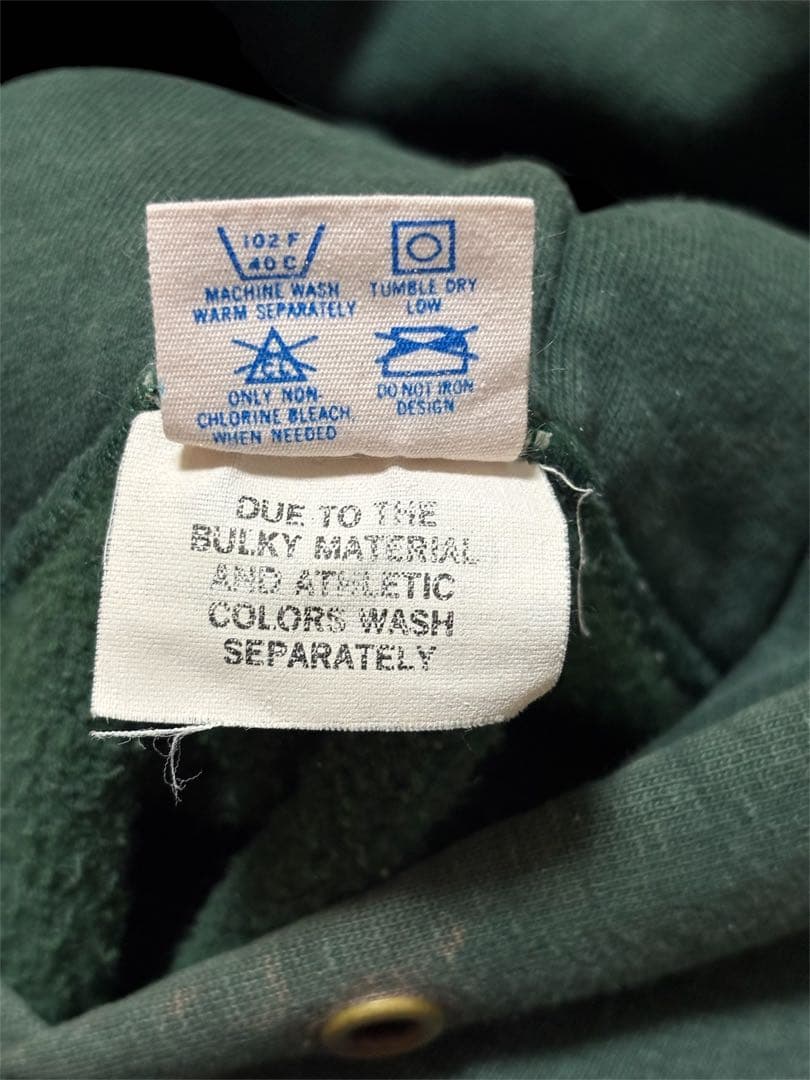 102 F
40 C
MACHINE WASH
WARM SEPARATELY
TUMBLE DRY
LOW
CL
ONLY NON-
CHLORINE BLEACH,
WHEN NEEDED
DO NOT IRON
DESIGN
DUE TO THE
BULKY MATERIAL
AND ATHLETIC
COLORS WASH
SEPARATELY